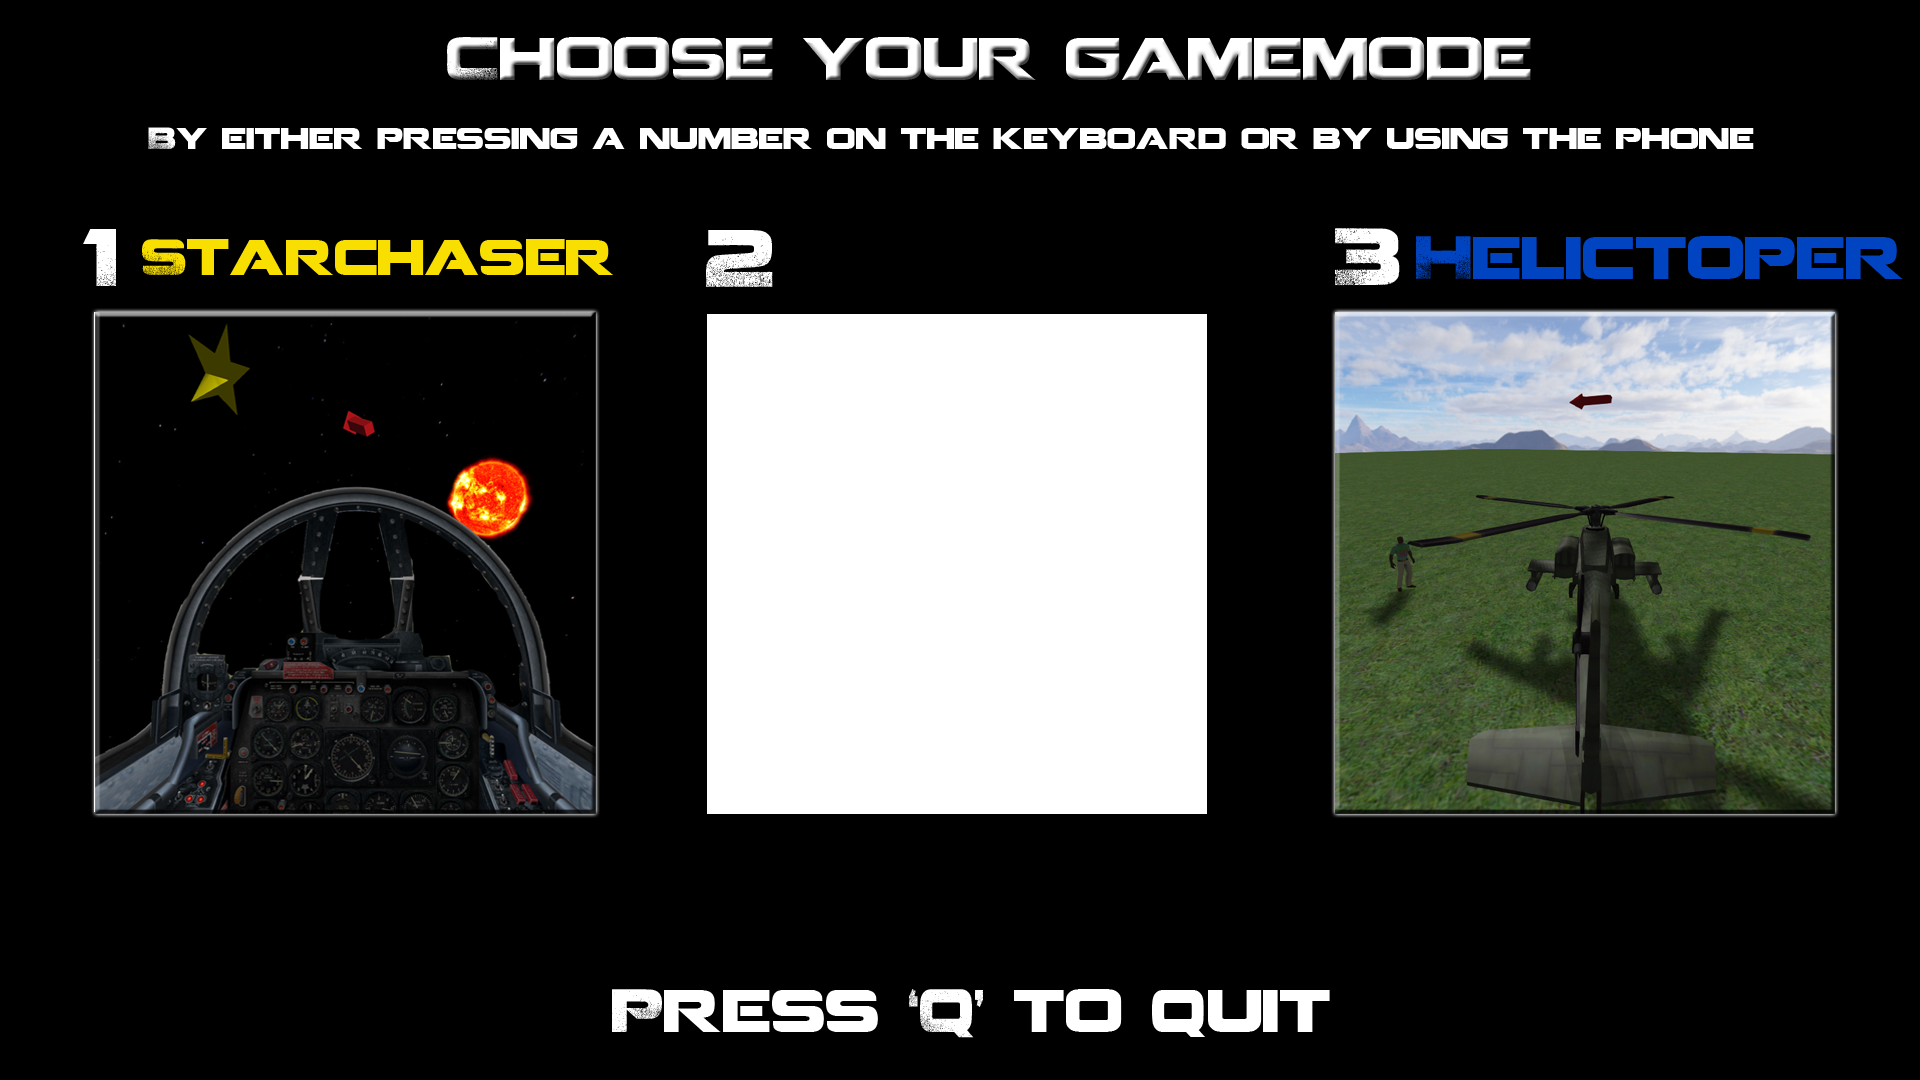 CHOOSE YOUR GAMEMODE
BY EITHER PRESSING A NUMBER ON THE KEYBOARD OR BY USING THE PHONE
1 STARCHASER
2
3 HELICTOPER
PRESS 'Q' TO QUIT